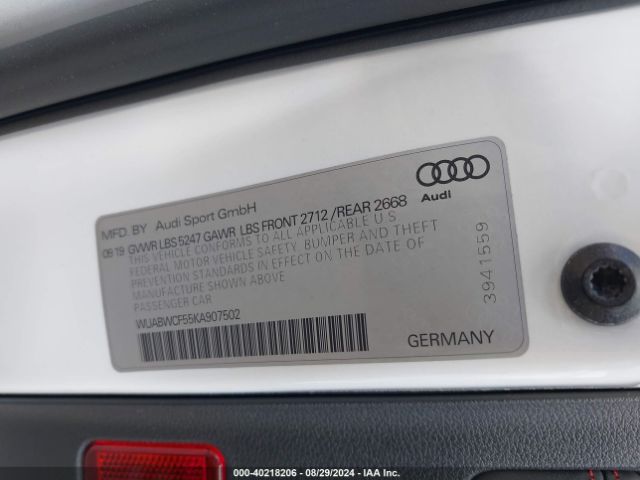 MFD. BY Audi Sport GmbH
08 19 GVWR LBS 5247 GAWR LBS FRONT 2712 /REAR 2668
THIS VEHICLE CONFORMS TO ALL APPLICABLE U S
FEDERAL MOTOR VEHICLE SAFETY, BUMPER AND THEFT
PREVENTION STANDARDS IN EFFECT ON THE DATE OF
MANUFACTURE SHOWN ABOVE
PASSENGER CAR
WUABWCF55KA907502
Audi
3941559
GERMANY
000-40218206 - 08/29/2024 - IAA Inc.